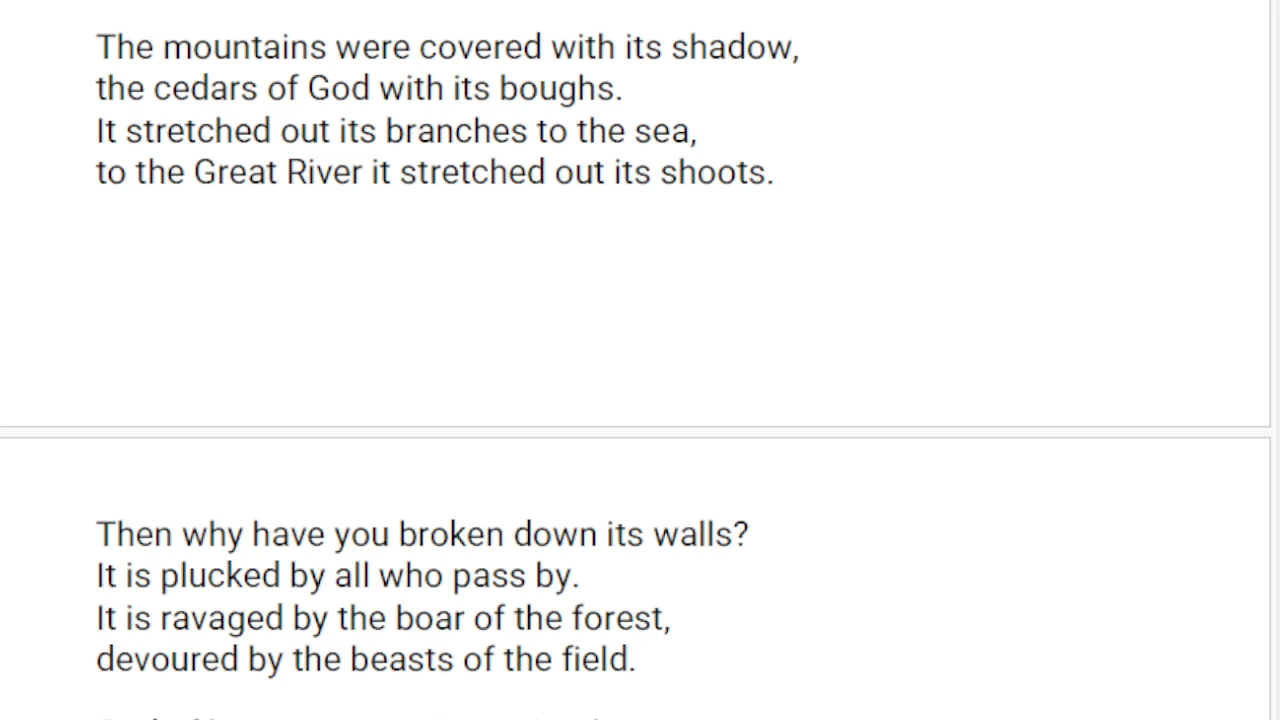 The mountains were covered with its shadow,
the cedars of God with its boughs.
It stretched out its branches to the sea,
to the Great River it stretched out its shoots.
Then why have you broken down its walls?
It is plucked by all who pass by.
It is ravaged by the boar of the forest,
devoured by the beasts of the field.